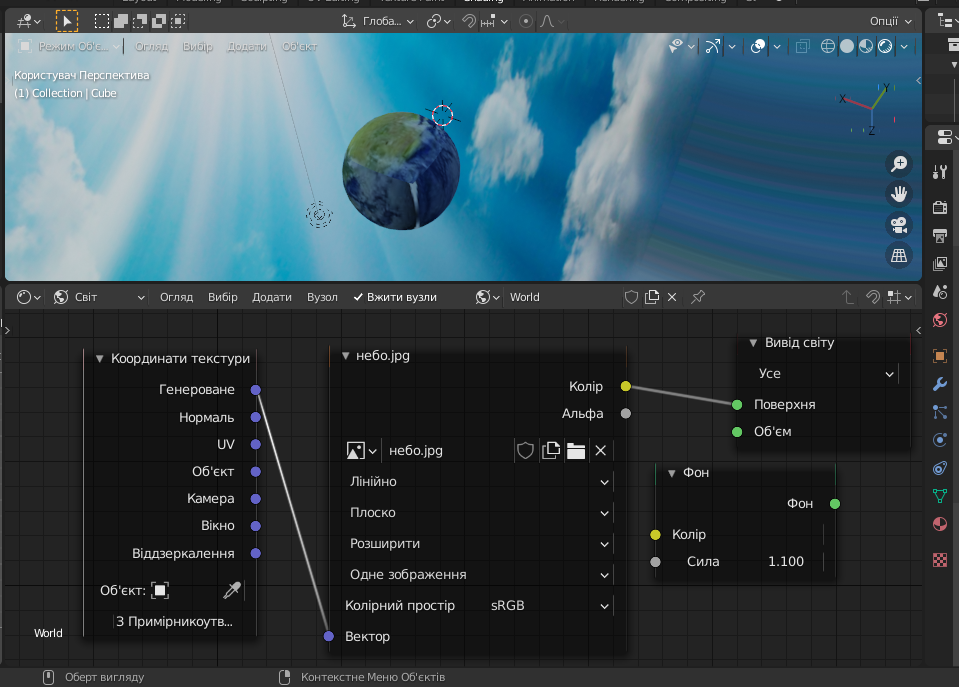 Глоба...
Опції
Режим Об'є...
Огляд
Вибір
Додати
Об'єкт
Користувач Перспектива
(1) Collection | Cube
Y
X
Z
Світ
Огляд
Вибір
Додати
Вузол
Вжити вузли
World
Координати текстури
Генероване
Нормаль
UV
Об'єкт
Камера
Вікно
Віддзеркалення
Об'єкт:
З Примірникоутв...
небо.jpg
Колір
Альфа
небо.jpg
Лінійно
Плоско
Розширити
Одне зображення
Колірний простір sRGB
Вектор
Вивід світу
Усе
Поверхня
Об'єм
Фон
Фон
Колір
Сила 1.100
World
Оберт вигляду
Контекстне Меню Об'єктів